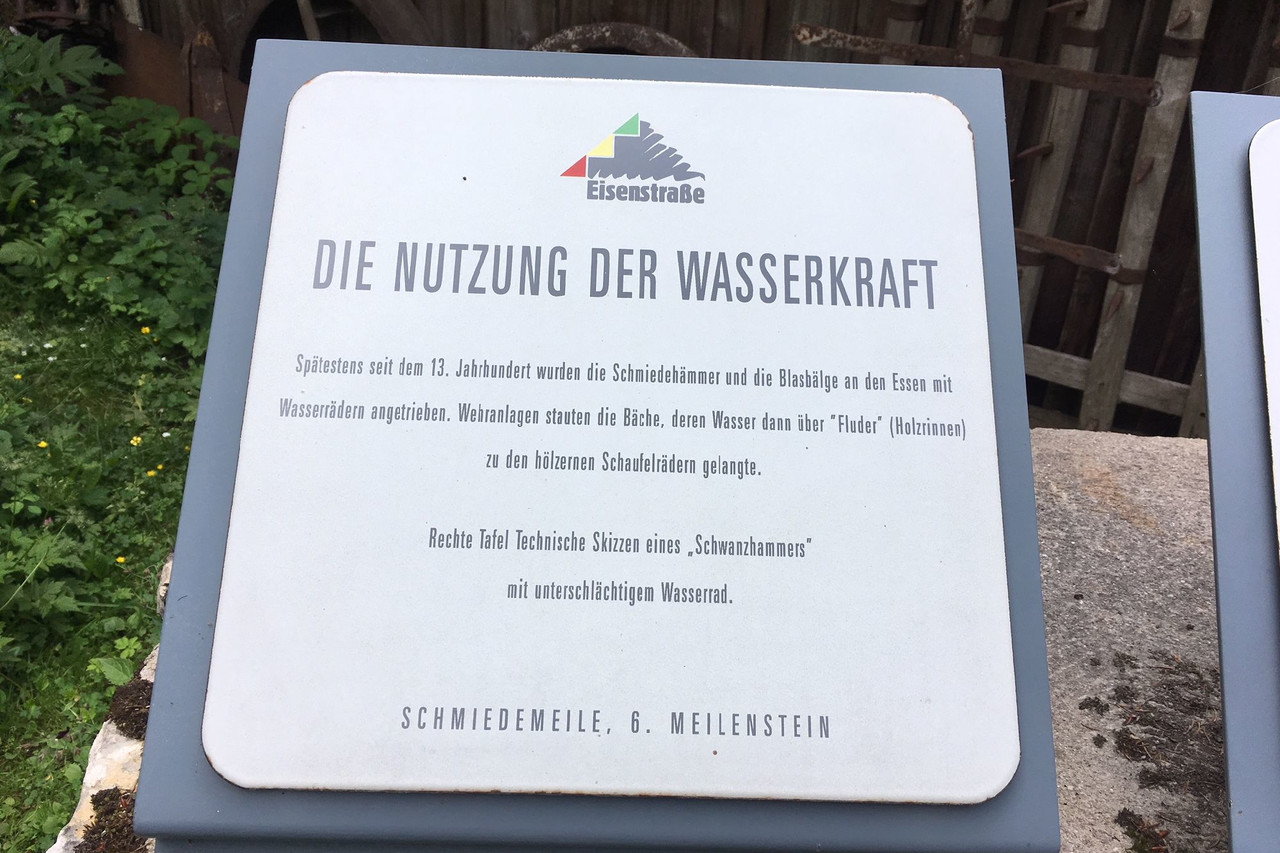 Eisenstraße
DIE NUTZUNG DER WASSERKRAFT
Spätestens seit dem 13. Jahrhundert wurden die Schmiedehämmer und die Blasbälge an den Essen mit
Wasserrädern angetrieben. Wehranlagen stauten die Bäche, deren Wasser dann über "Fluder" (Holzrinnen)
zu den hölzernen Schaufelrädern gelangte.
Rechte Tafel Technische Skizzen eines „Schwanzhammers"
mit unterschlächtigem Wasserrad.
SCHMIEDEMEILE, 6. MEILENSTEIN